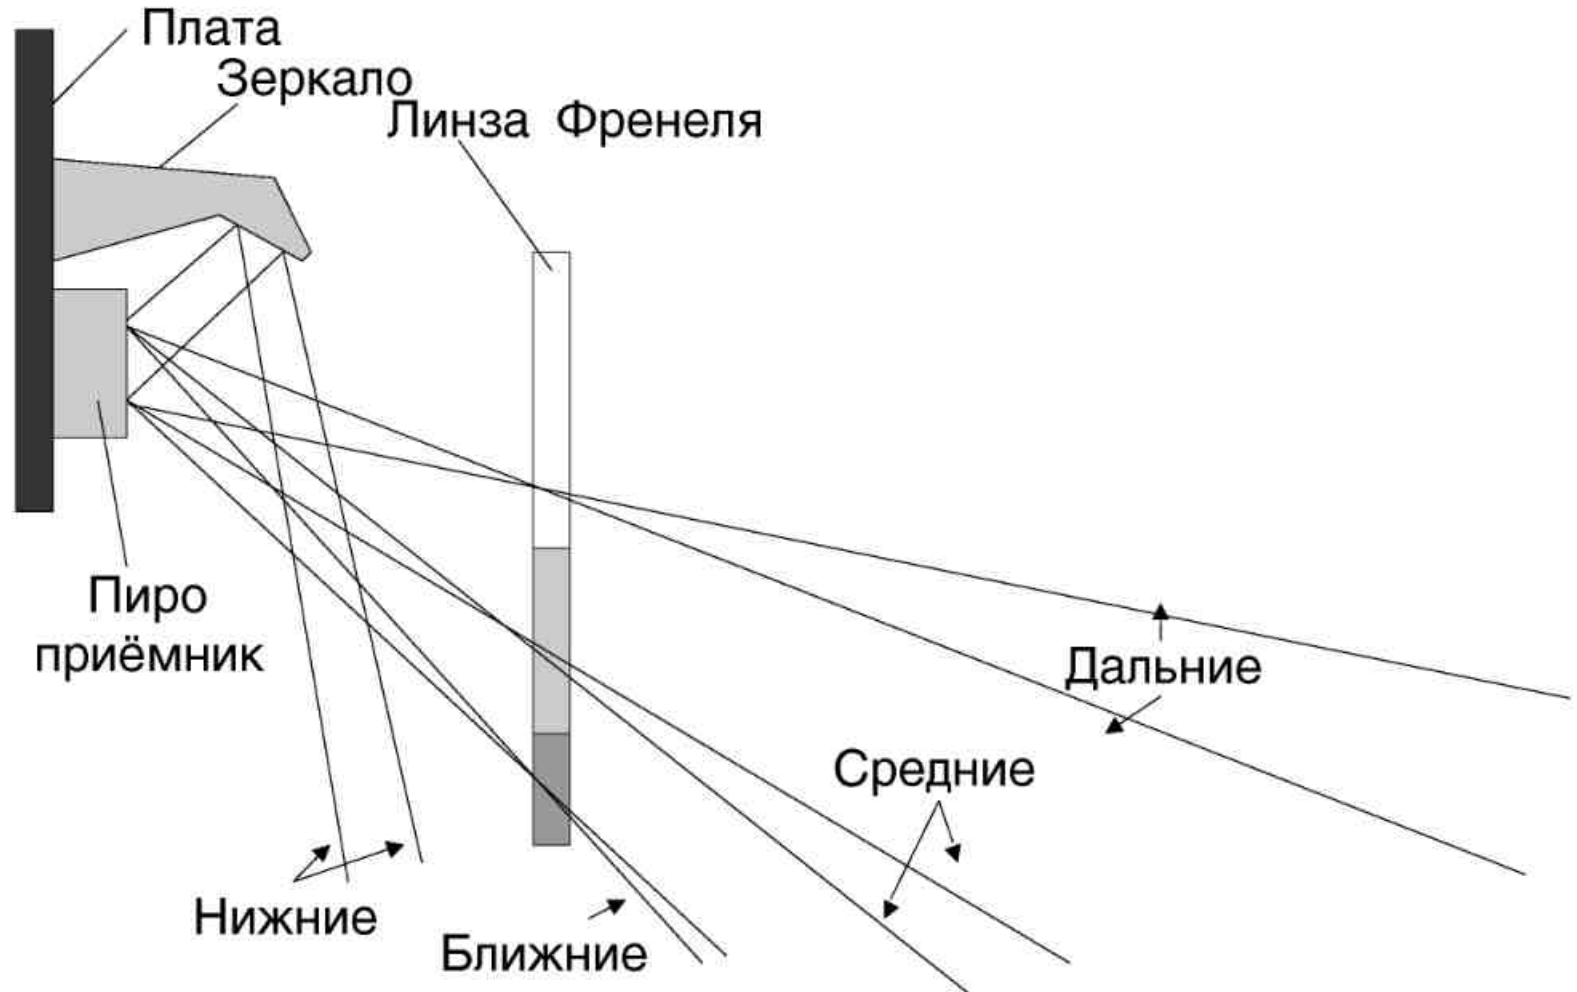 Плата
Зеркало
Линза Френеля
Пиро
приёмник
Дальние
Средние
Нижние
Ближние